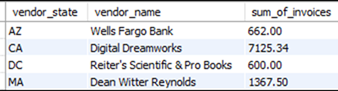 vendor_state vendor_name sum_of_invoices
AZ Wells Fargo Bank 662.00
CA Digital Dreamworks 7125.34
DC Reiter's Scientific & Pro Books 600.00
MA Dean Witter Reynolds 1367.50